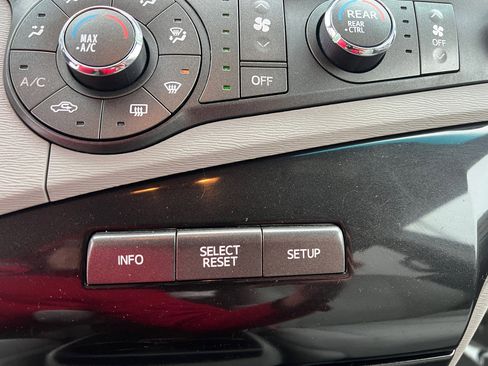 MAX
A/C
REAR
REAR
CTRL
A/C
OFF
OFF
INFO
SELECT
RESET
SETUP